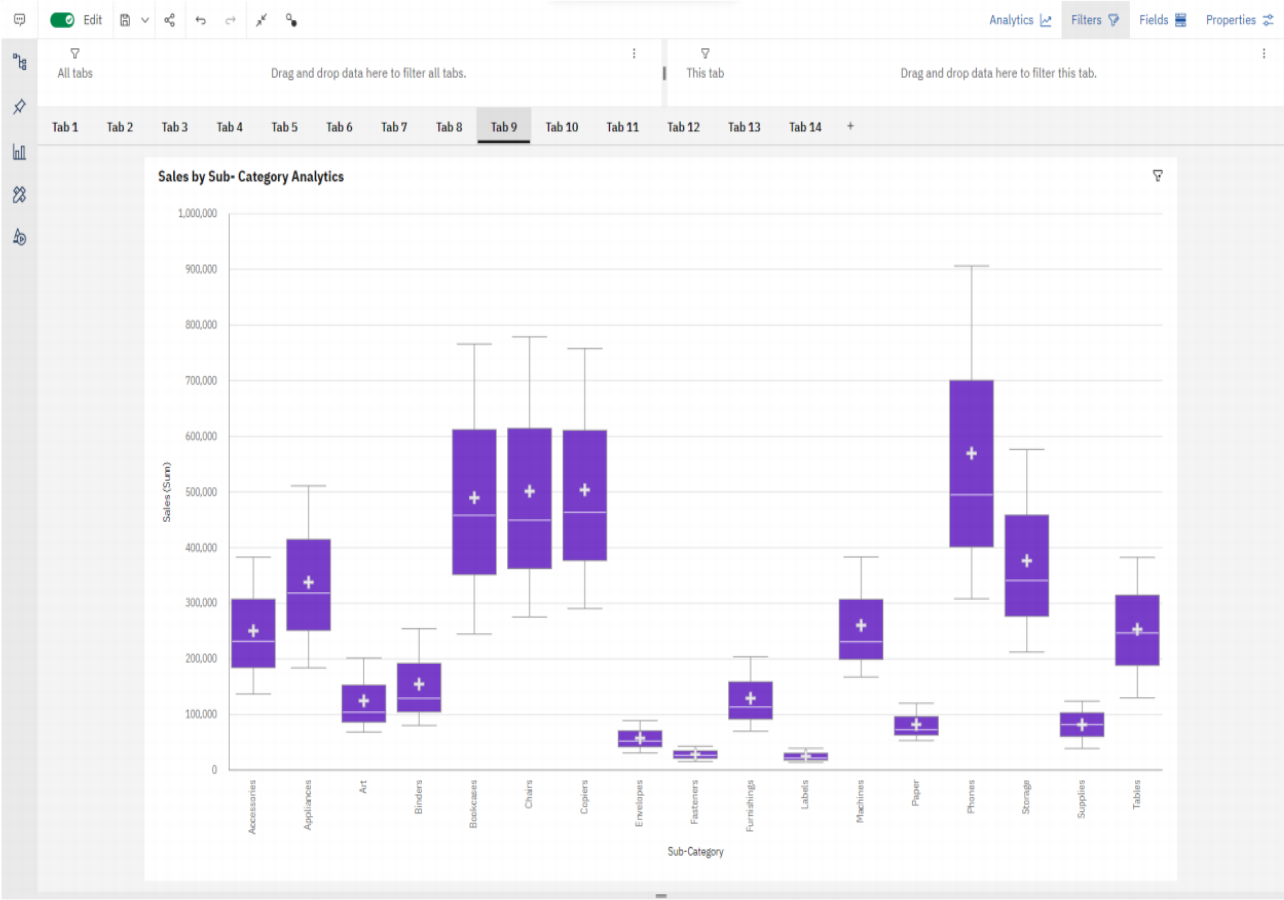 Edit
Analytics
Filters
Fields
Properties
All tabs
Drag and drop data here to filter all tabs.
This tab
Drag and drop data here to filter this tab.
Tab 1 Tab 2 Tab 3 Tab 4 Tab 5 Tab 6 Tab 7 Tab 8 Tab 9 Tab 10 Tab 11 Tab 12 Tab 13 Tab 14 +
Sales by Sub- Category Analytics
Sales (Sum)
1,000,000
900,000
800,000
700,000
600,000
500,000
400,000
300,000
200,000
100,000
0
Accessories
Appliances
Art
Binders
Bookcases
Chairs
Copiers
Envelopes
Fasteners
Furnishings
Labels
Machines
Paper
Phones
Storage
Supplies
Tables
Sub-Category